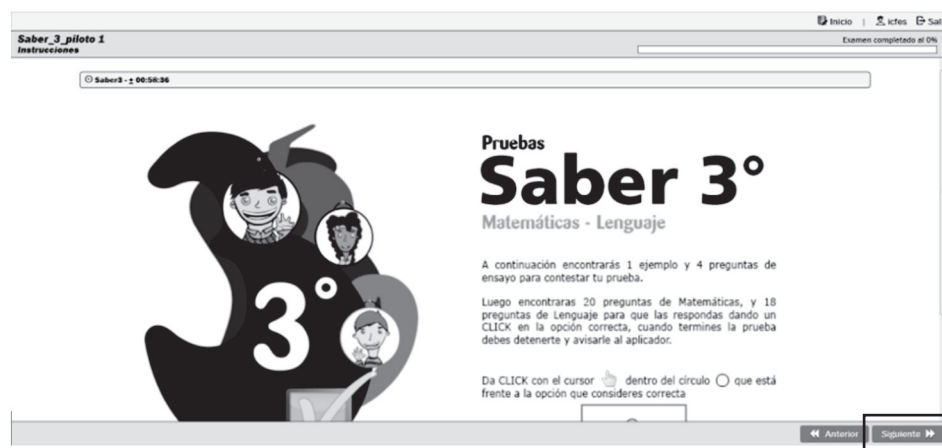 Inicio | icfes Sal
Saber_3_piloto 1
Instrucciones
Examen completado al 0%
Saber3 - ± 00:58:36
Pruebas
Saber 3°
Matemáticas - Lenguaje
A continuación encontrarás 1 ejemplo y 4 preguntas de
ensayo para contestar tu prueba.
Luego encontraras 20 preguntas de Matemáticas, y 18
preguntas de Lenguaje para que las respondas dando un
CLICK en la opción correcta, cuando termines la prueba
debes detenerte y avisarle al aplicador.
Da CLICK con el cursor dentro del círculo que está
frente a la opción que consideres correcta
3°
Anterior Siguiente